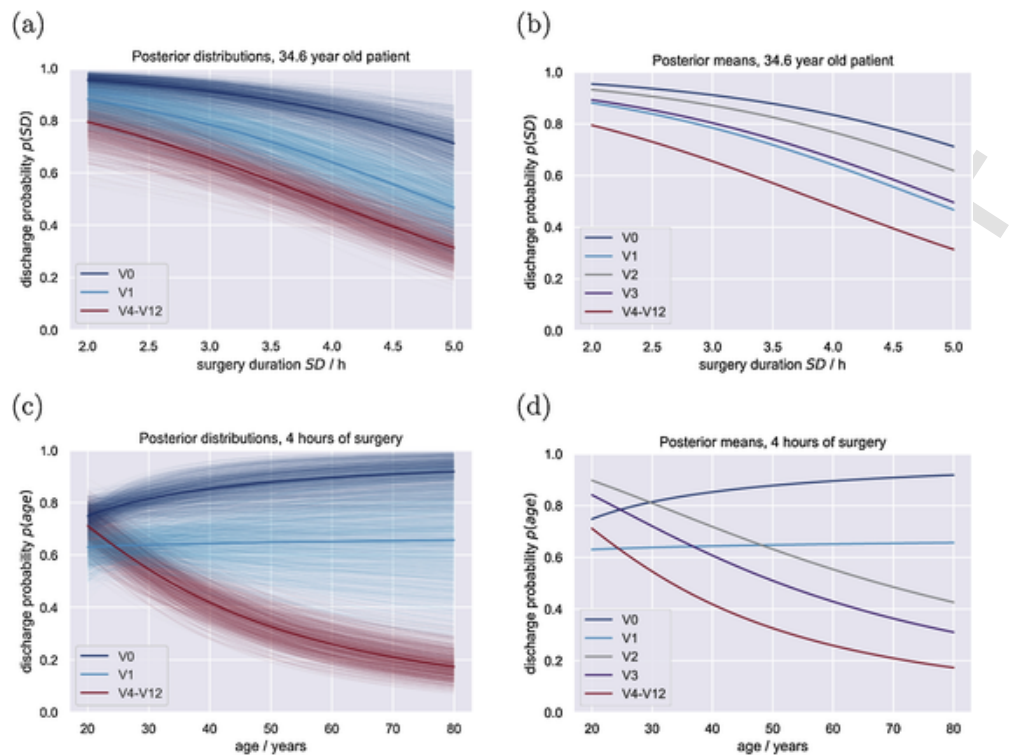 (a)
Posterior distributions, 34.6 year old patient
discharge probability p(SD)
1.0
0.8
0.6
0.4
0.2
0.0
V0
V1
V4-V12
2.0 2.5 3.0 3.5 4.0 4.5 5.0
surgery duration SD / h
(b)
Posterior means, 34.6 year old patient
discharge probability p(SD)
1.0
0.8
0.6
0.4
0.2
0.0
V0
V1
V2
V3
V4-V12
2.0 2.5 3.0 3.5 4.0 4.5 5.0
surgery duration SD / h
(c)
Posterior distributions, 4 hours of surgery
discharge probability p(age)
1.0
0.8
0.6
0.4
0.2
0.0
V0
V1
V4-V12
20 30 40 50 60 70 80
age / years
(d)
Posterior means, 4 hours of surgery
discharge probability p(age)
1.0
0.8
0.6
0.4
0.2
0.0
V0
V1
V2
V3
V4-V12
20 30 40 50 60 70 80
age / years